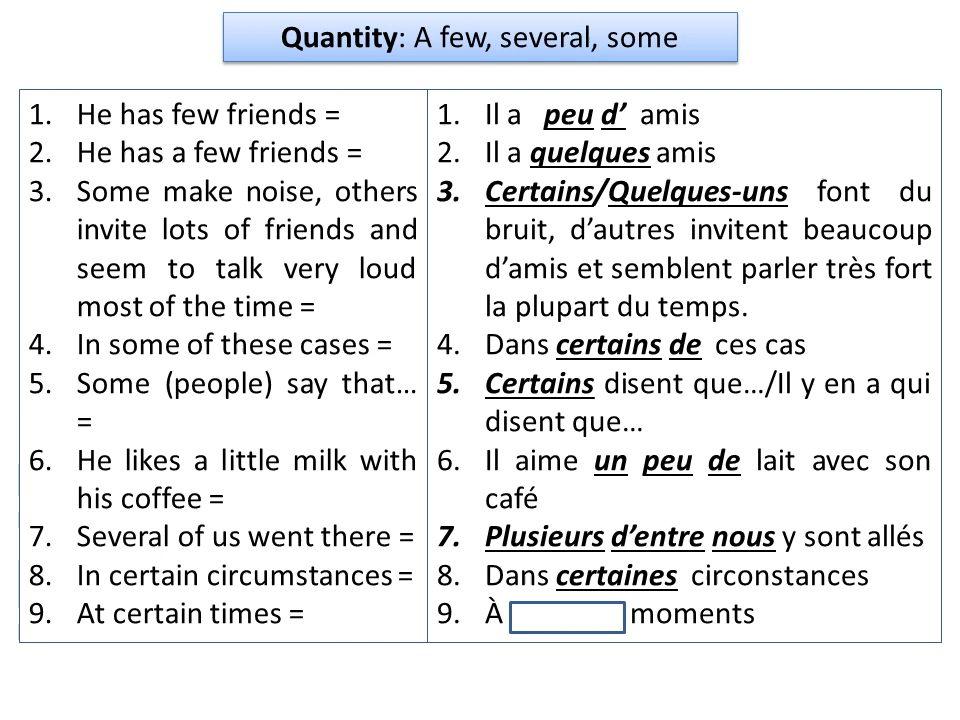 Quantity: A few, several, some
1. He has few friends =
2. He has a few friends =
3. Some make noise, others
invite lots of friends and
seem to talk very loud
most of the time =
4. In some of these cases =
5. Some (people) say that…
=
6. He likes a little milk with
his coffee =
7. Several of us went there =
8. In certain circumstances =
9. At certain times =
1. Il a peu d’ amis
2. Il a quelques amis
3. Certains/Quelques-uns font du
bruit, d’autres invitent beaucoup
d’amis et semblent parler très fort
la plupart du temps.
4. Dans certains de ces cas
5. Certains disent que…/Il y en a qui
disent que…
6. Il aime un peu de lait avec son
café
7. Plusieurs d’entre nous y sont allés
8. Dans certaines circonstances
9. À moments